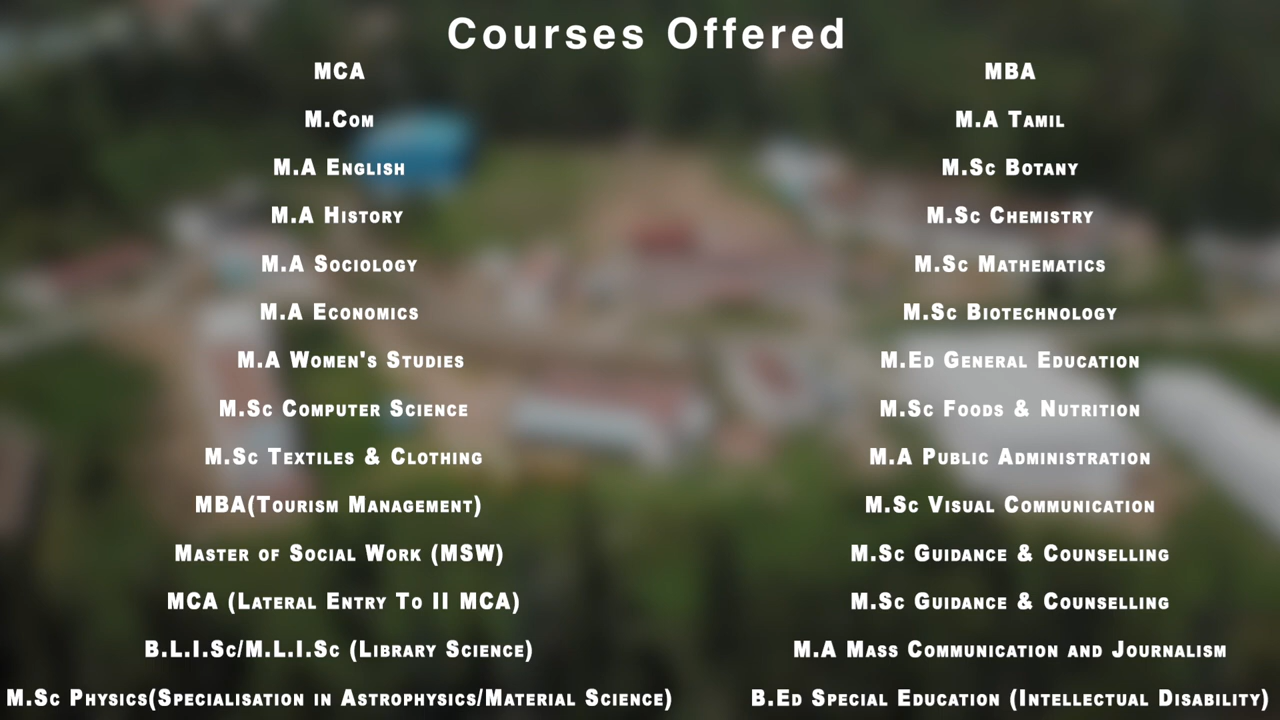 Courses Offered
MCA
M.Com
M.A English
M.A History
M.A Sociology
M.A Economics
M.A Women's Studies
M.Sc Computer Science
M.Sc Textiles & Clothing
MBA(Tourism Management)
Master of Social Work (MSW)
MCA (Lateral Entry To II MCA)
B.L.I.Sc/M.L.I.Sc (Library Science)
M.Sc Physics(Specialisation in Astrophysics/Material Science)
MBA
M.A Tamil
M.Sc Botany
M.Sc Chemistry
M.Sc Mathematics
M.Sc Biotechnology
M.Ed General Education
M.Sc Foods & Nutrition
M.A Public Administration
M.Sc Visual Communication
M.Sc Guidance & Counselling
M.Sc Guidance & Counselling
M.A Mass Communication and Journalism
B.Ed Special Education (Intellectual Disability)